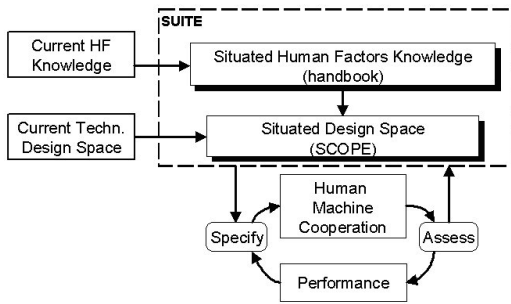 SUITE
Current HF
Knowledge
Situated Human Factors Knowledge
(handbook)
Current Techn.
Design Space
Situated Design Space
(SCOPE)
Human
Machine
Cooperation
Specify
Assess
Performance